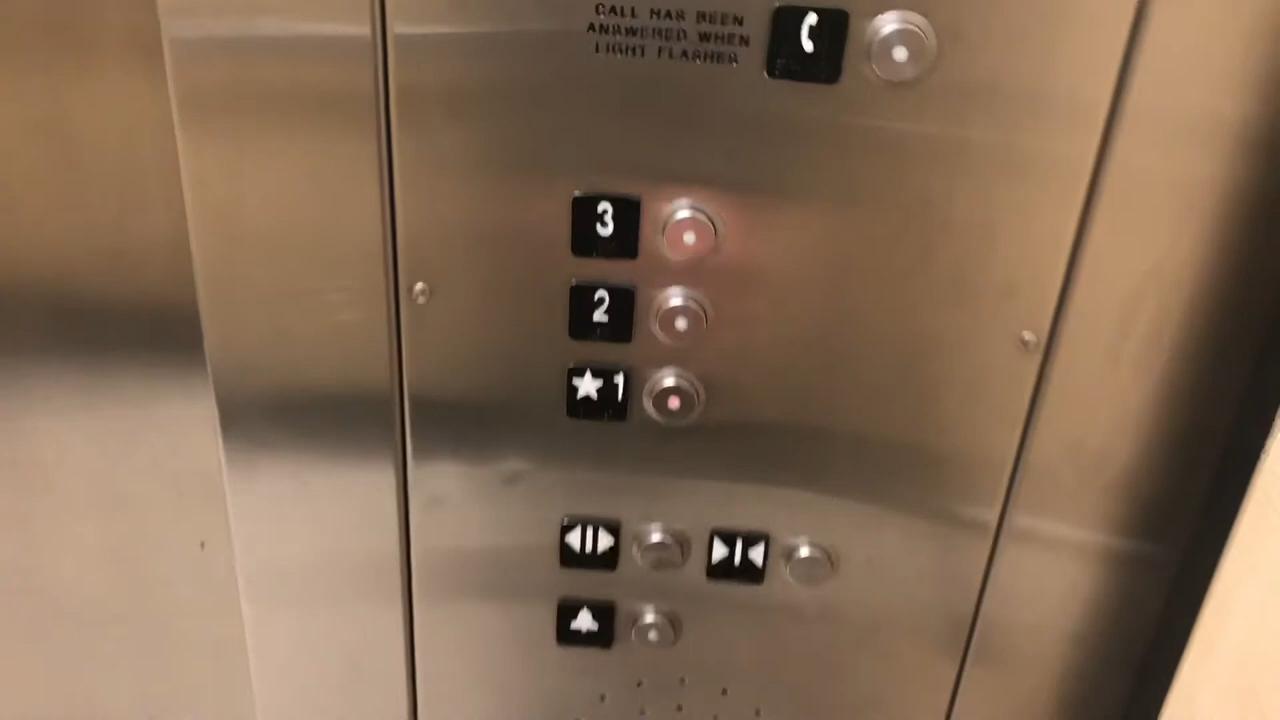 CALL HAS BEEN
ANSWERED WHEN
LIGHT FLASHES
3
2
★1